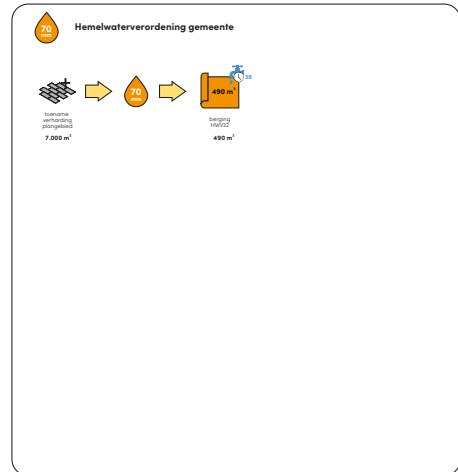 70
mm
Hemelwaterverordening gemeente
70
mm
490 m³
36
toename
verharding
plangebied
7.000 m²
berging
HWV22
490 m³